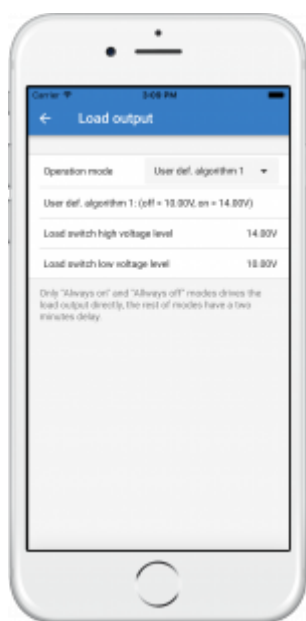 Carrier 3:08 PM
Load output
Operation mode User def. algorithm 1
User def. algorithm 1: (off = 10.00V, on = 14.00V)
Load switch high voltage level 14.00V
Load switch low voltage level 10.00V
Only "Always on" and "Allways off" modes drives the
load output directly, the rest of modes have a two
minutes delay.